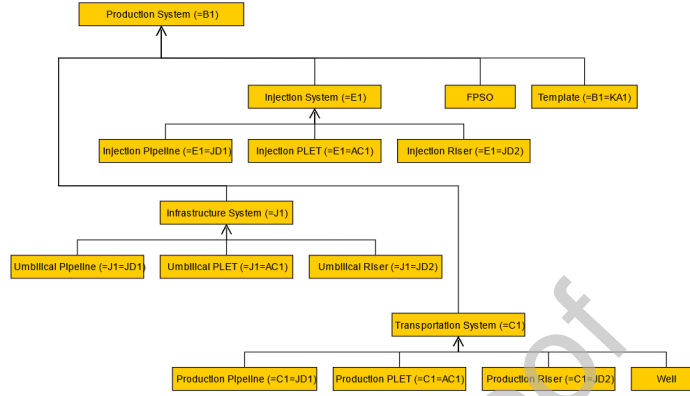 Production System (=B1)
Injection System (=E1)
FPSO
Template (=B1=KA1)
Injection Pipeline (=E1=JD1)
Injection PLET (=E1=AC1)
Injection Riser (=E1=JD2)
Infrastructure System (=J1)
Umbilical Pipeline (=J1=JD1)
Umbilical PLET (=J1=AC1)
Umbilical Riser (=J1=JD2)
Transportation System (=C1)
Production Pipeline (=C1=JD1)
Production PLET (=C1=AC1)
Production Riser (=C1=JD2)
Well